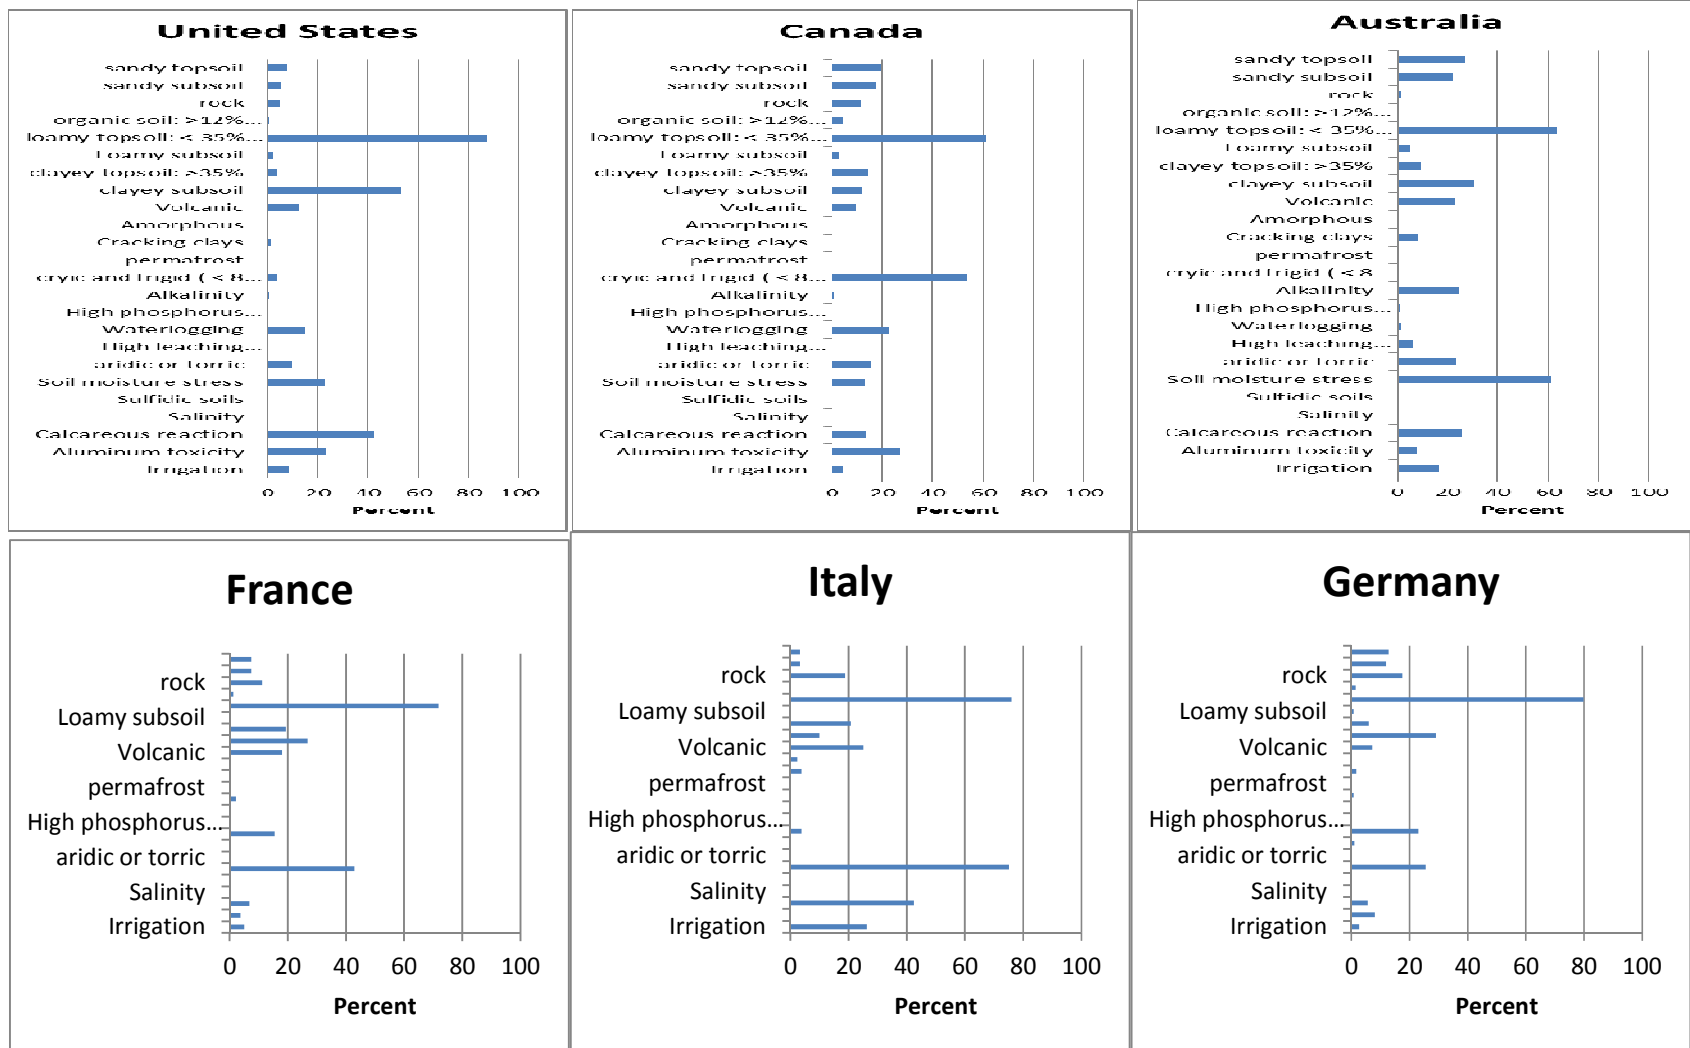 United States
sandy topsoil
sandy subsoil
rock
organic soil: >12%...
loamy topsoil: < 35%...
Loamy subsoil
clayey topsoil: >35%
clayey subsoil
Volcanic
Amorphous
Cracking clays
permafrost
cryic and frigid ( < 8...
Alkalinity
High phosphorus...
Waterlogging
High leaching...
aridic or torric
Soil moisture stress
Sulfidic soils
Salinity
Calcareous reaction
Aluminum toxicity
Irrigation
0 20 40 60 80 100
Percent
Canada
sandy topsoil
sandy subsoil
rock
organic soil: >12%...
loamy topsoil: < 35%...
Loamy subsoil
clayey topsoil: >35%
clayey subsoil
Volcanic
Amorphous
Cracking clays
permafrost
cryic and frigid ( < 8...
Alkalinity
High phosphorus...
Waterlogging
High leaching...
aridic or torric
Soil moisture stress
Sulfidic soils
Salinity
Calcareous reaction
Aluminum toxicity
Irrigation
0 20 40 60 80 100
Percent
Australia
sandy topsoil
sandy subsoil
rock
organic soil: >12%...
loamy topsoil: < 35%...
Loamy subsoil
clayey topsoil: >35%
clayey subsoil
Volcanic
Amorphous
Cracking clays
permafrost
cryic and frigid ( < 8
Alkalinity
High phosphorus...
Waterlogging
High leaching...
aridic or torric
Soil moisture stress
Sulfidic soils
Salinity
Calcareous reaction
Aluminum toxicity
Irrigation
0 20 40 60 80 100
Percent
France
rock
Loamy subsoil
Volcanic
permafrost
High phosphorus...
aridic or torric
Salinity
Irrigation
0 20 40 60 80 100
Percent
Italy
rock
Loamy subsoil
Volcanic
permafrost
High phosphorus...
aridic or torric
Salinity
Irrigation
0 20 40 60 80 100
Percent
Germany
rock
Loamy subsoil
Volcanic
permafrost
High phosphorus...
aridic or torric
Salinity
Irrigation
0 20 40 60 80 100
Percent